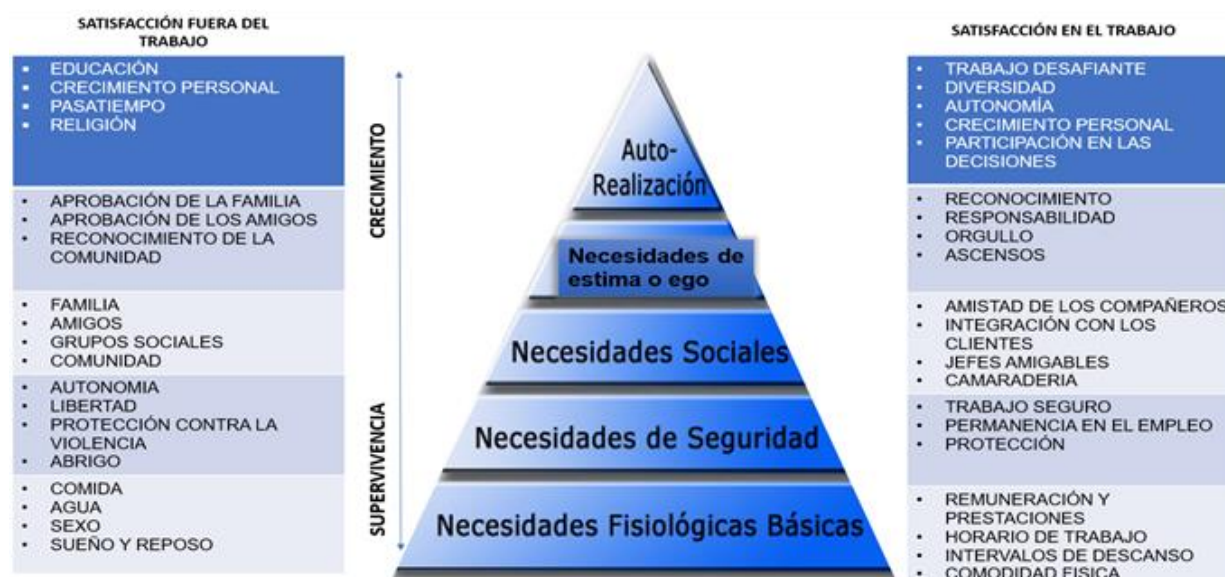 SATISFACCIÓN FUERA DEL
TRABAJO
EDUCACIÓN
CRECIMIENTO PERSONAL
PASATIEMPO
RELIGIÓN
APROBACIÓN DE LA FAMILIA
APROBACIÓN DE LOS AMIGOS
RECONOCIMIENTO DE LA
COMUNIDAD
FAMILIA
AMIGOS
GRUPOS SOCIALES
COMUNIDAD
AUTONOMIA
LIBERTAD
PROTECCIÓN CONTRA LA
VIOLENCIA
ABRIGO
COMIDA
AGUA
SEXO
SUEÑO Y REPOSO
CRECIMIENTO
SUPERVIVENCIA
Auto-
Realización
Necesidades de
estima o ego
Necesidades Sociales
Necesidades de Seguridad
Necesidades Fisiológicas Básicas
SATISFACCIÓN EN EL TRABAJO
TRABAJO DESAFIANTE
DIVERSIDAD
AUTONOMÍA
CRECIMIENTO PERSONAL
PARTICIPACIÓN EN LAS
DECISIONES
RECONOCIMIENTO
RESPONSABILIDAD
ORGULLO
ASCENSOS
AMISTAD DE LOS COMPAÑEROS
INTEGRACIÓN CON LOS
CLIENTES
JEFES AMIGABLES
CAMARADERIA
TRABAJO SEGURO
PERMANENCIA EN EL EMPLEO
PROTECCIÓN
REMUNERACIÓN Y
PRESTACIONES
HORARIO DE TRABAJO
INTERVALOS DE DESCANSO
COMODIDAD FISICA